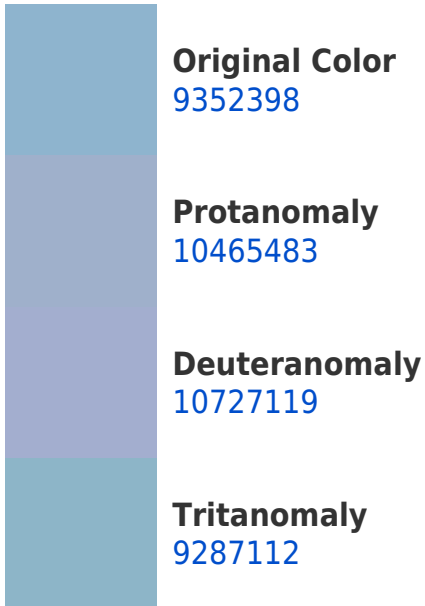 Original Color
9352398
Protanomaly
10465483
Deuteranomaly
10727119
Tritanomaly
9287112